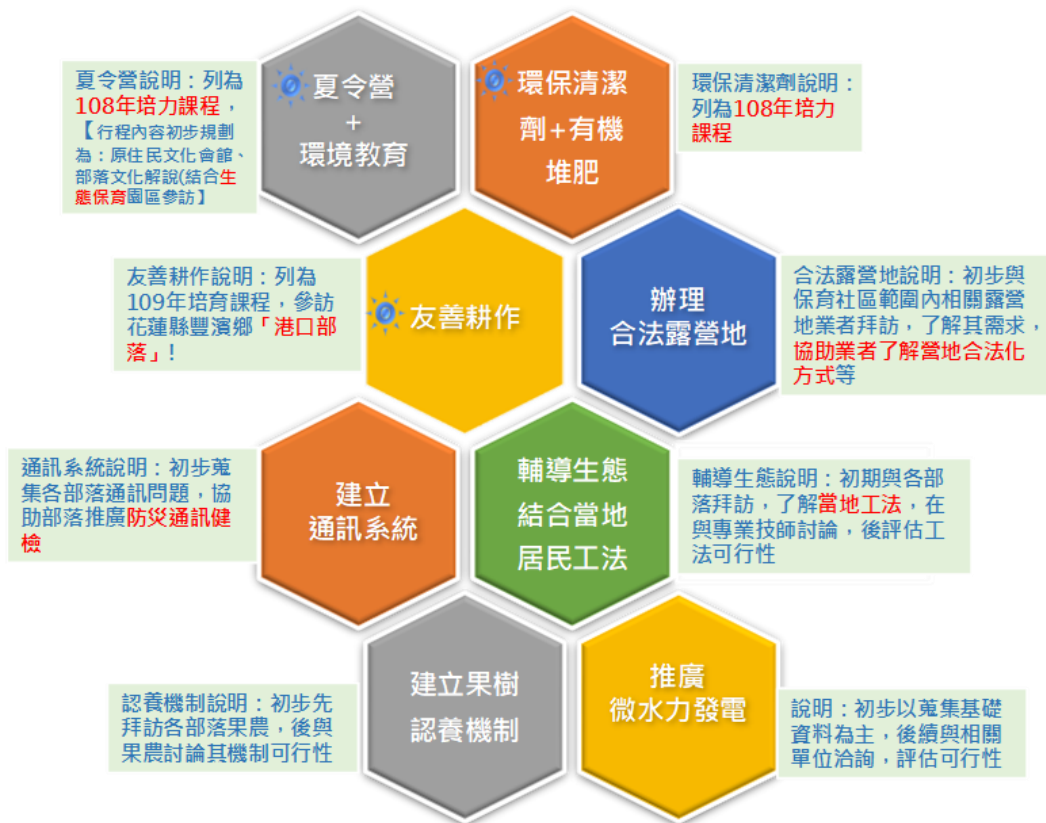 夏令營說明：列為
108年培力課程，
【行程內容初步規劃
為：原住民文化會館、
部落文化解說(結合生
態保育園區參訪】
夏令營
+
環境教育
環保清潔
劑+有機
堆肥
環保清潔劑說明：
列為108年培力
課程
友善耕作說明：列為
109年培育課程，參訪
花蓮縣豐濱鄉「港口部
落」!
友善耕作
辦理
合法露營地
合法露營地說明：初步與
保育社區範圍內相關露營
地業者拜訪，了解其需求，
協助業者了解營地合法化
方式等
通訊系統說明：初步蒐
集各部落通訊問題，協
助部落推廣防災通訊健
檢
建立
通訊系統
輔導生態
結合當地
居民工法
輔導生態說明：初期與各部
落拜訪，了解當地工法，在
與專業技師討論，後評估工
法可行性
認養機制說明：初步先
拜訪各部落果農，後與
果農討論其機制可行性
建立果樹
認養機制
推廣
微水力發電
說明：初步以蒐集基礎
資料為主，後續與相關
單位洽詢，評估可行性